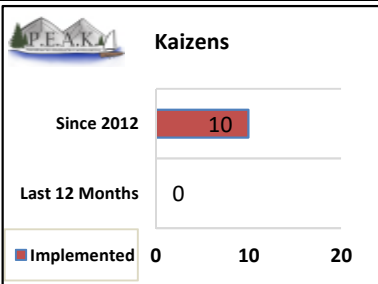 P.E.A.K
Kaizens
Since 2012
10
Last 12 Months
0
Implemented
0 10 20